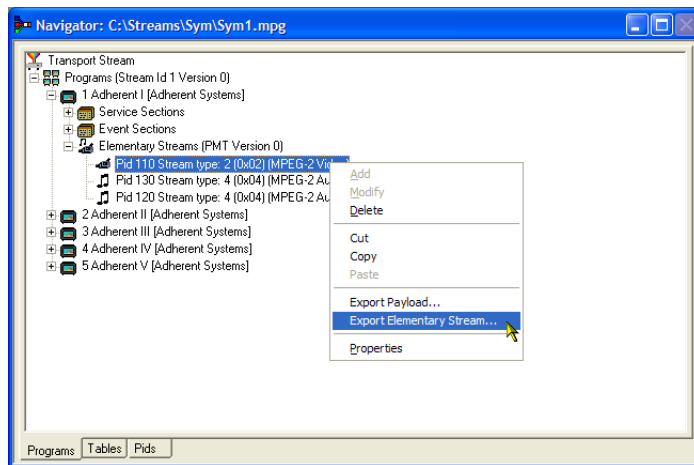 Navigator: C:\Streams\Sym\Sym1.mpg
Transport Stream
Programs (Stream Id 1 Version 0)
1 Adherent I [Adherent Systems]
Service Sections
Event Sections
Elementary Streams (PMT Version 0)
Pid 110 Stream type: 2 (0x02) (MPEG-2 Video)
Pid 130 Stream type: 4 (0x04) (MPEG-2 Au
Pid 120 Stream type: 4 (0x04) (MPEG-2 Au
2 Adherent II [Adherent Systems]
3 Adherent III [Adherent Systems]
4 Adherent IV [Adherent Systems]
5 Adherent V [Adherent Systems]
Add
Modify
Delete
Cut
Copy
Paste
Export Payload...
Export Elementary Stream...
Properties
Programs Tables Pids